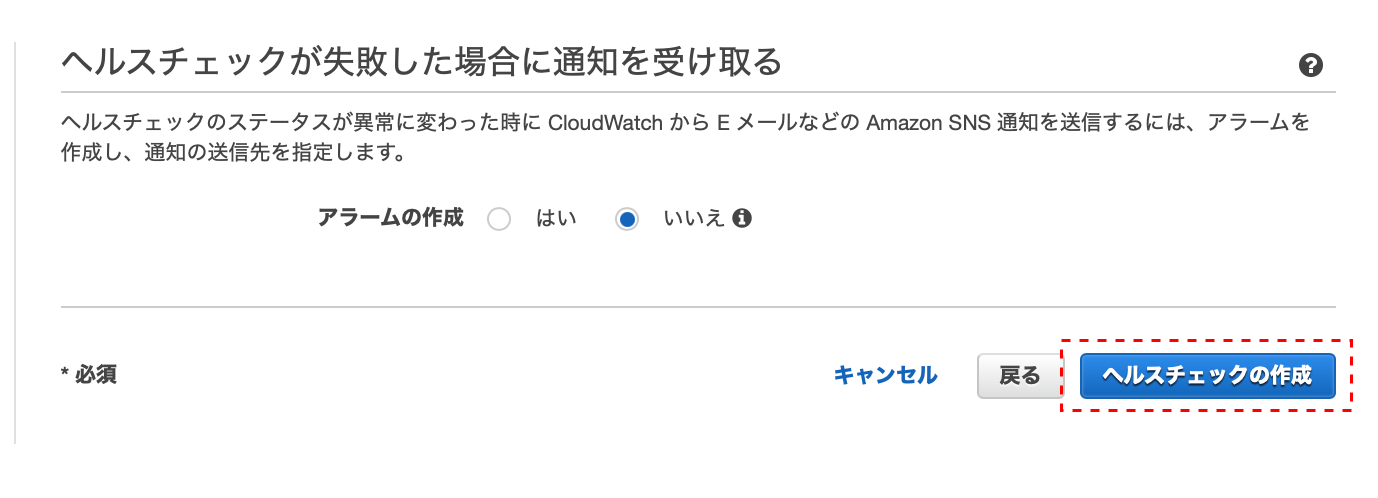 ヘルスチェックが失敗した場合に通知を受け取る
ヘルスチェックのステータスが異常に変わった時に CloudWatch から E メールなどの Amazon SNS 通知を送信するには、アラームを
作成し、通知の送信先を指定します。
アラームの作成 はい いいえ
* 必須 キャンセル 戻る ヘルスチェックの作成